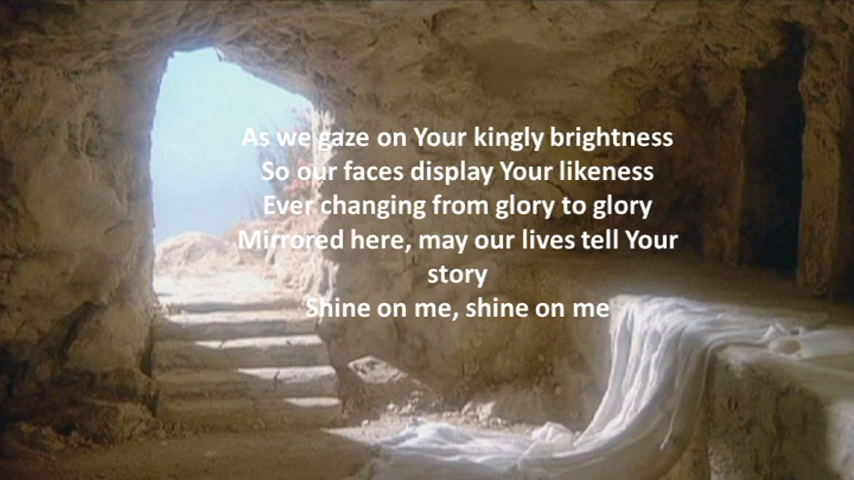 As we gaze on Your kingly brightness
So our faces display Your likeness
Ever changing from glory to glory
Mirrored here, may our lives tell Your
story
Shine on me, shine on me